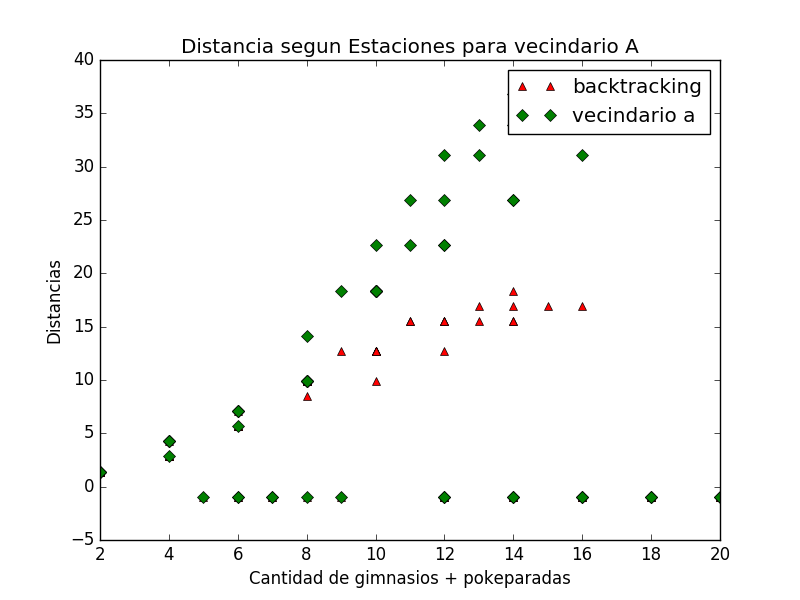 Distancia segun Estaciones para vecindario A
40
35
30
25
20
15
10
5
0
−5
Distancias
backtracking
vecindario a
2 4 6 8 10 12 14 16 18 20
Cantidad de gimnasios + pokeparadas